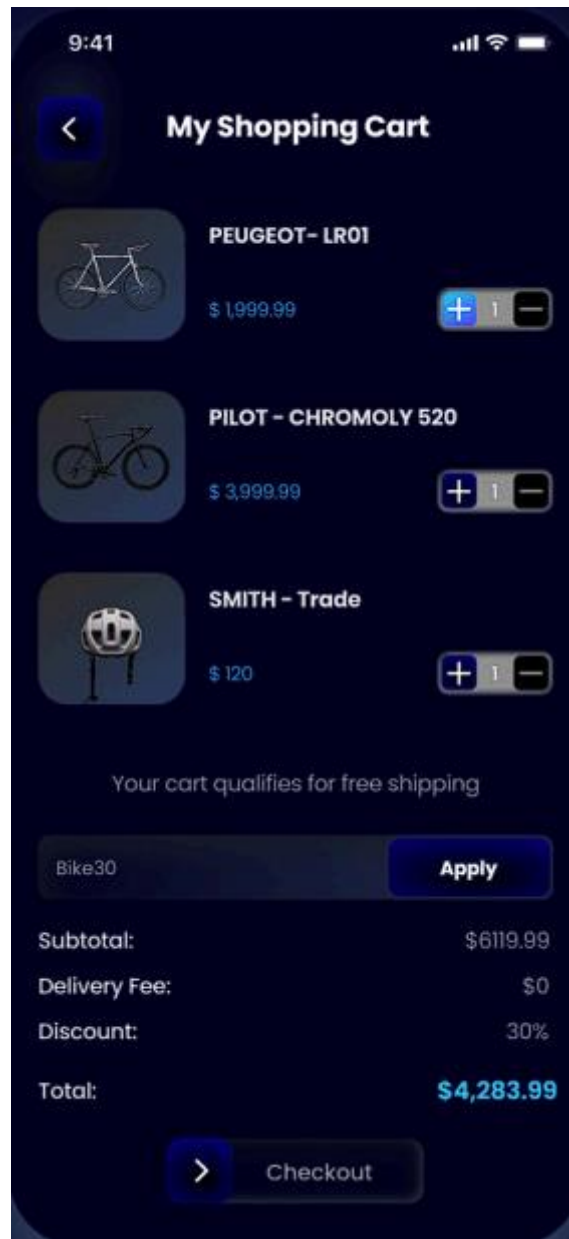 9:41
My Shopping Cart
PEUGEOT- LR01
$ 1,999.99
+ 1 −
PILOT - CHROMOLY 520
$ 3,999.99
+ 1 −
SMITH - Trade
$ 120
+ 1 −
Your cart qualifies for free shipping
Bike30 Apply
Subtotal: $6119.99
Delivery Fee: $0
Discount: 30%
Total: $4,283.99
Checkout